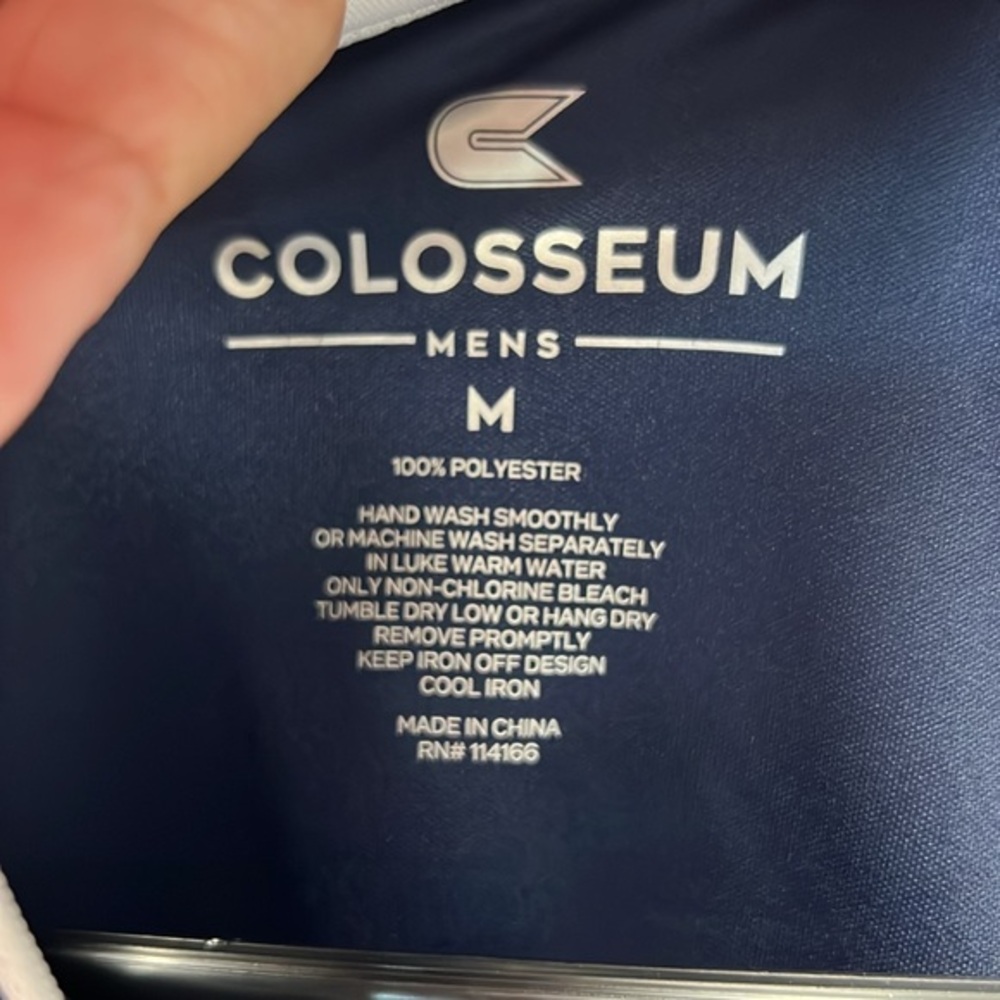 COLOSSEUM
MENS
M
100% POLYESTER
HAND WASH SMOOTHLY
OR MACHINE WASH SEPARATELY
IN LUKE WARM WATER
ONLY NON-CHLORINE BLEACH
TUMBLE DRY LOW OR HANG DRY
REMOVE PROMPTLY
KEEP IRON OFF DESIGN
COOL IRON
MADE IN CHINA
RN# 114166